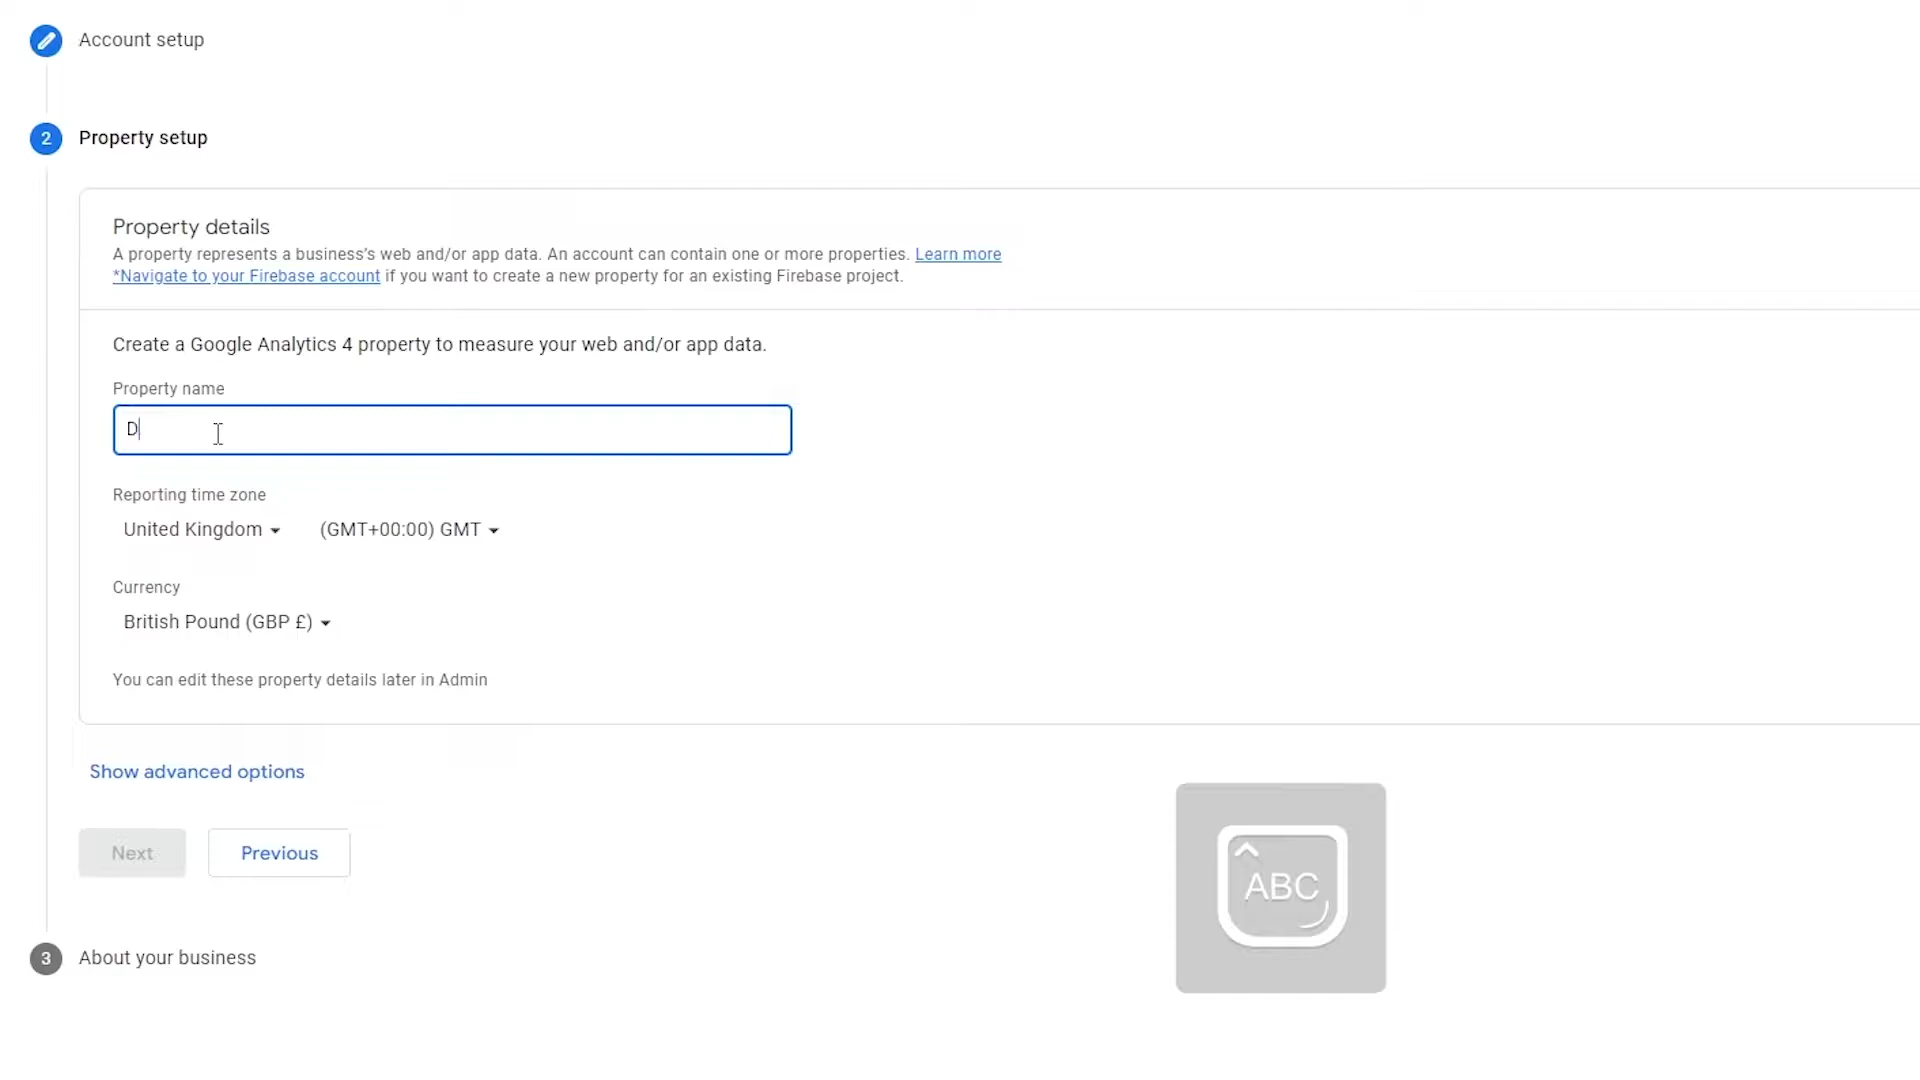 Account setup
2 Property setup
Property details
A property represents a business's web and/or app data. An account can contain one or more properties. Learn more
*Navigate to your Firebase account if you want to create a new property for an existing Firebase project.
Create a Google Analytics 4 property to measure your web and/or app data.
Property name
D
Reporting time zone
United Kingdom (GMT+00:00) GMT
Currency
British Pound (GBP £)
You can edit these property details later in Admin
Show advanced options
Next Previous
ABC
3 About your business